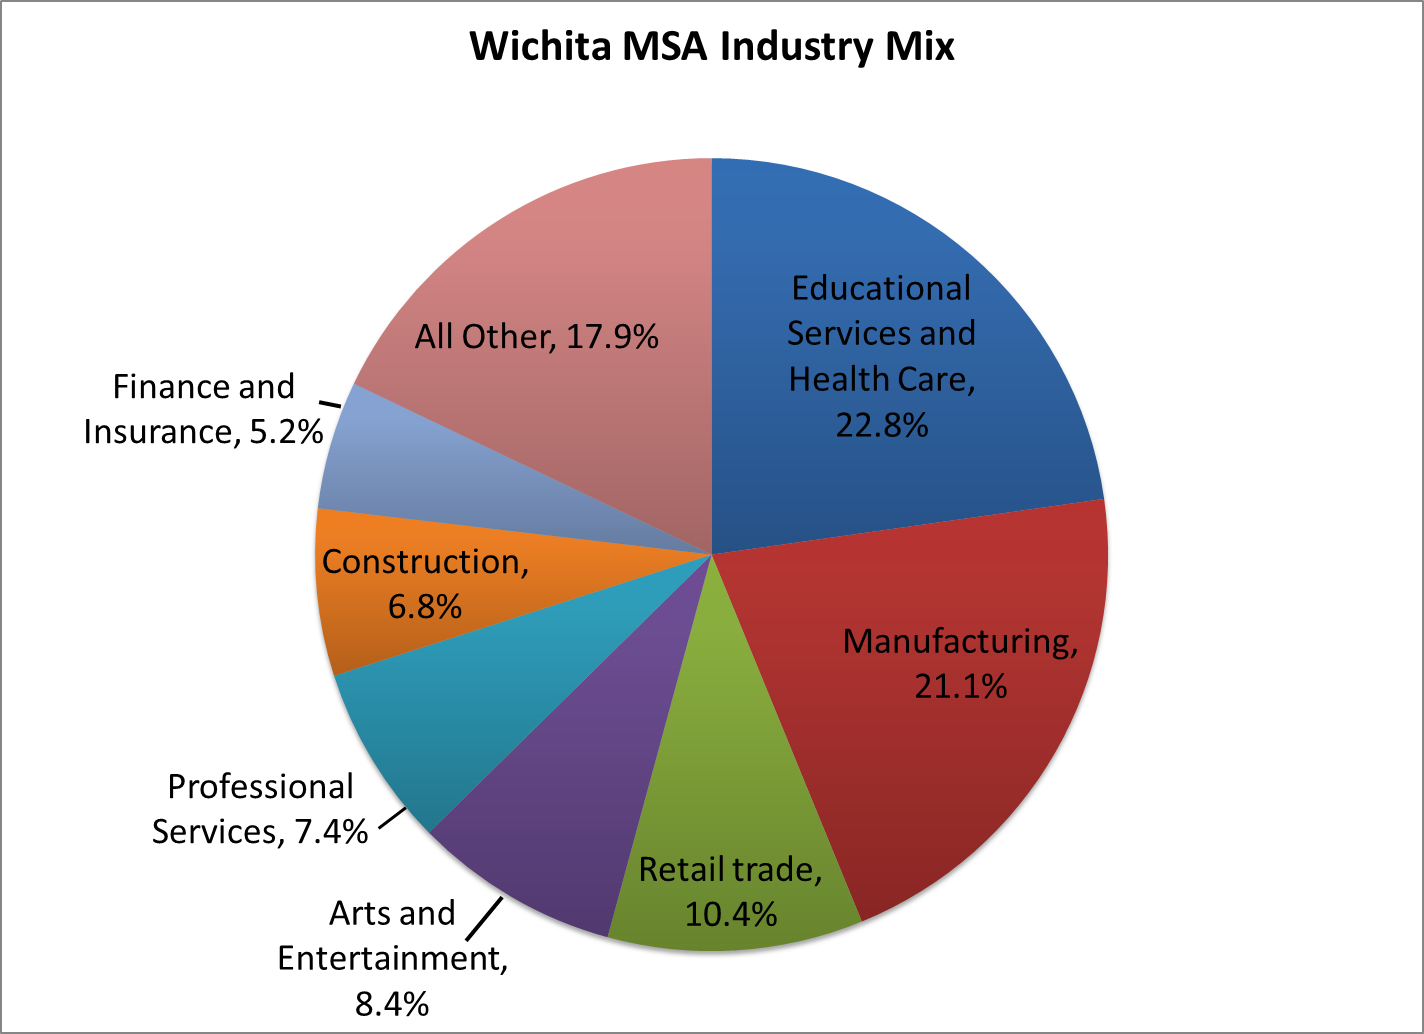 Wichita MSA Industry Mix
Educational
Services and
Health Care,
22.8%
Manufacturing,
21.1%
Retail trade,
10.4%
Arts and
Entertainment,
8.4%
Professional
Services, 7.4%
Construction,
6.8%
Finance and
Insurance, 5.2%
All Other, 17.9%